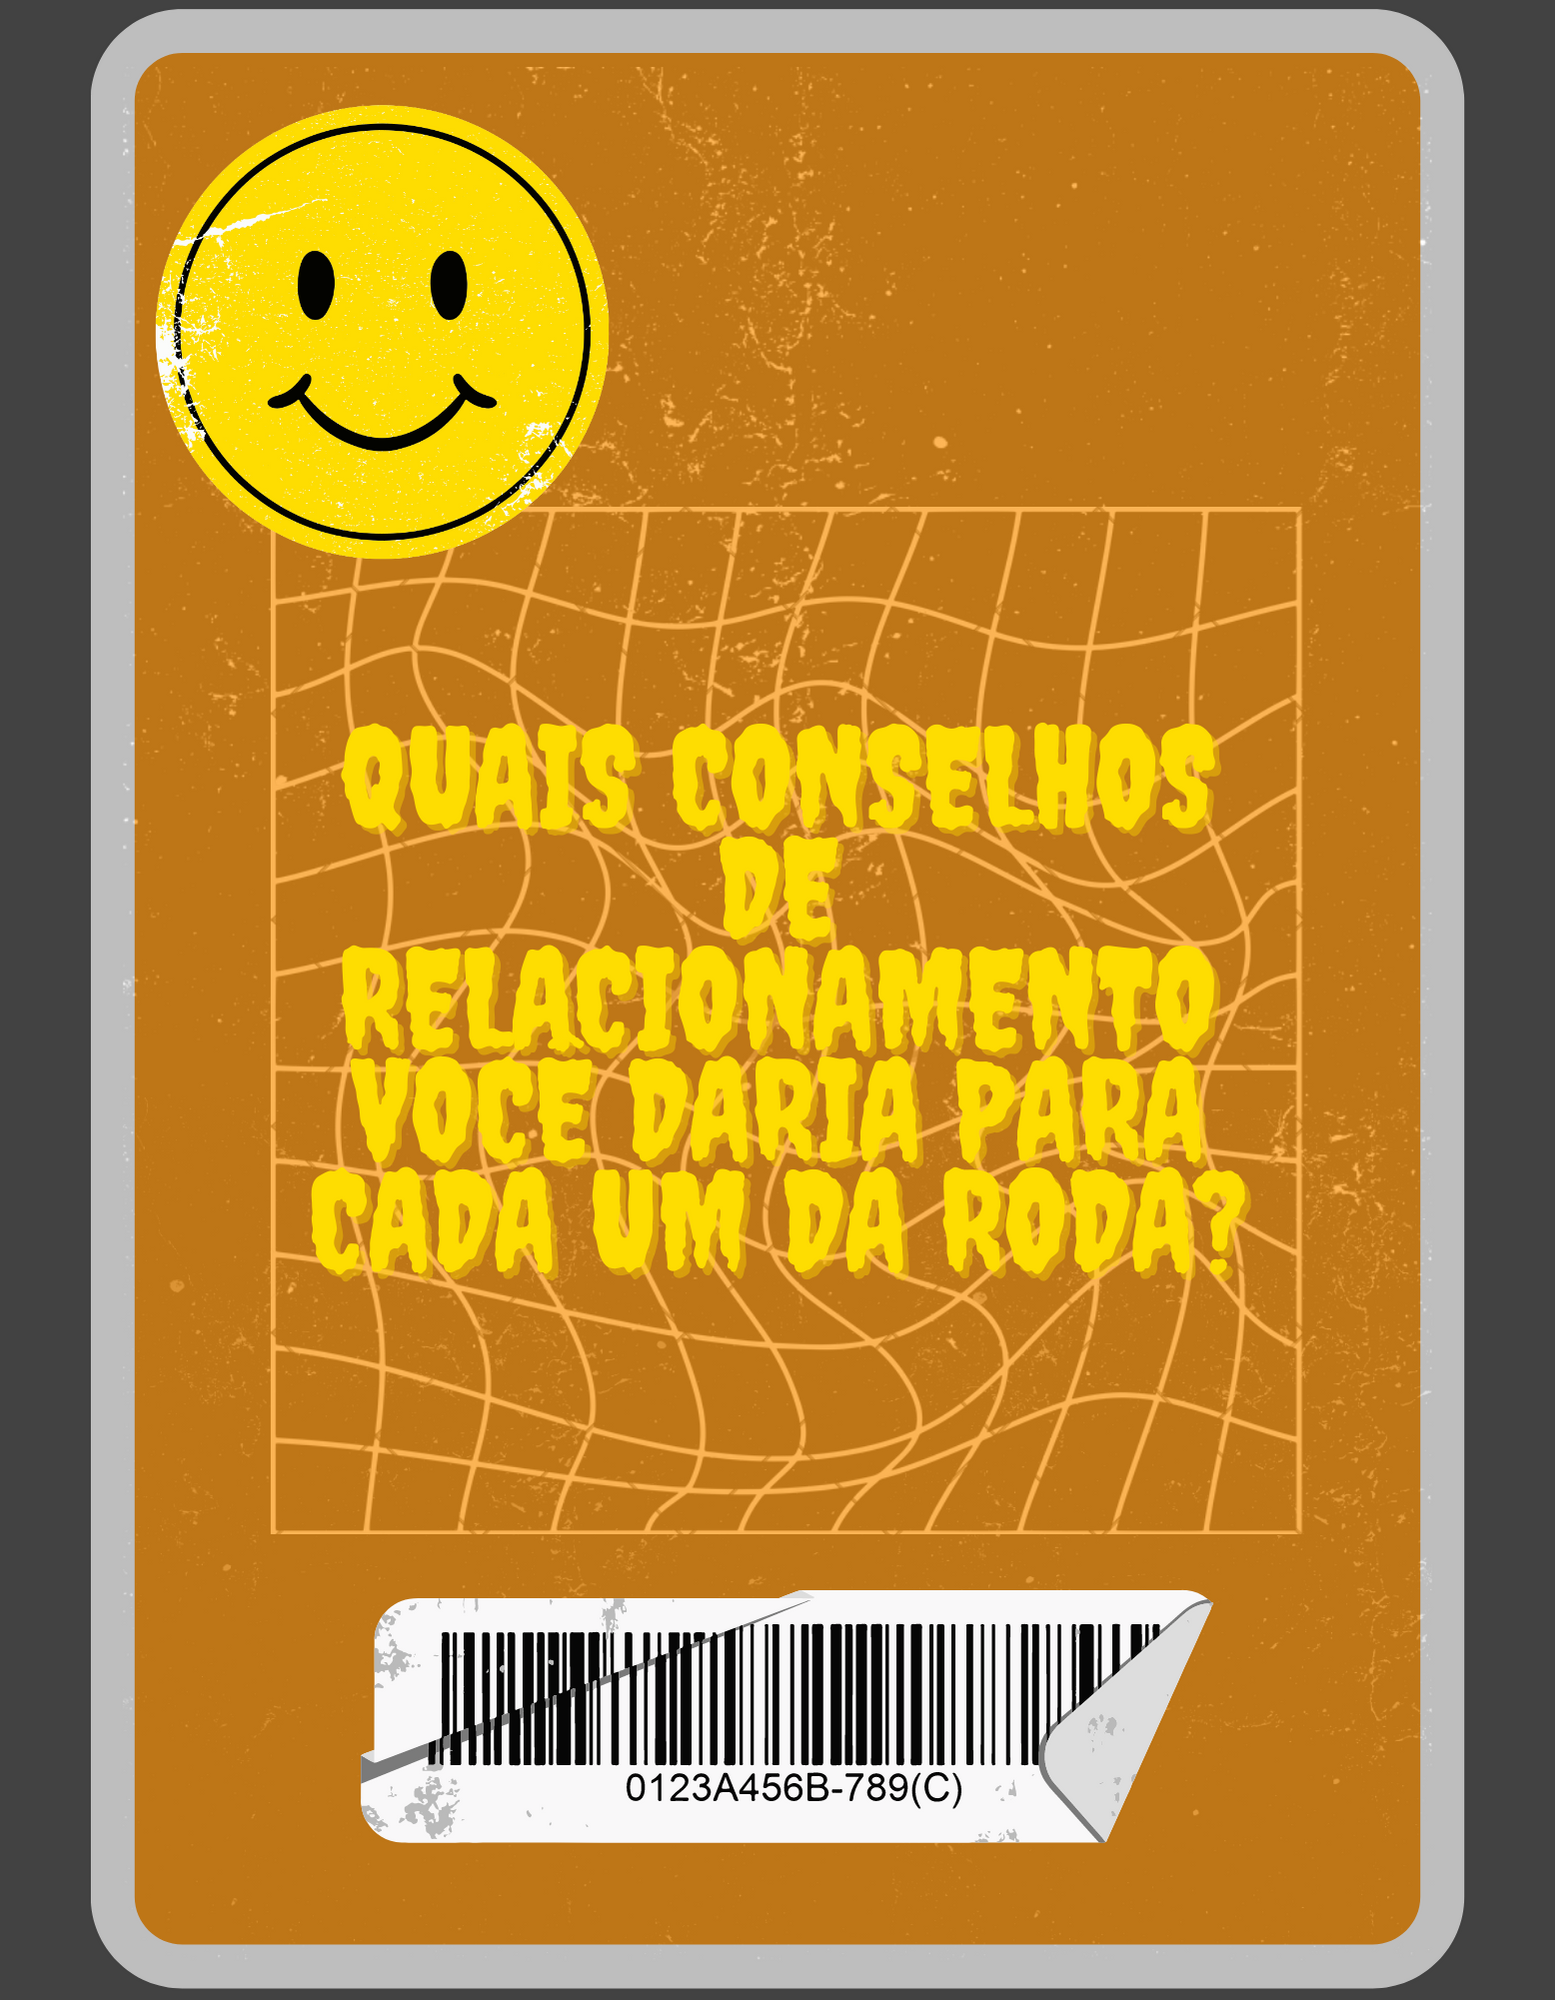 QUAIS CONSELHOS
DE
RELACIONAMENTO
VOCE DARIA PARA
CADA UM DA RODA?
0123A456B-789(C)